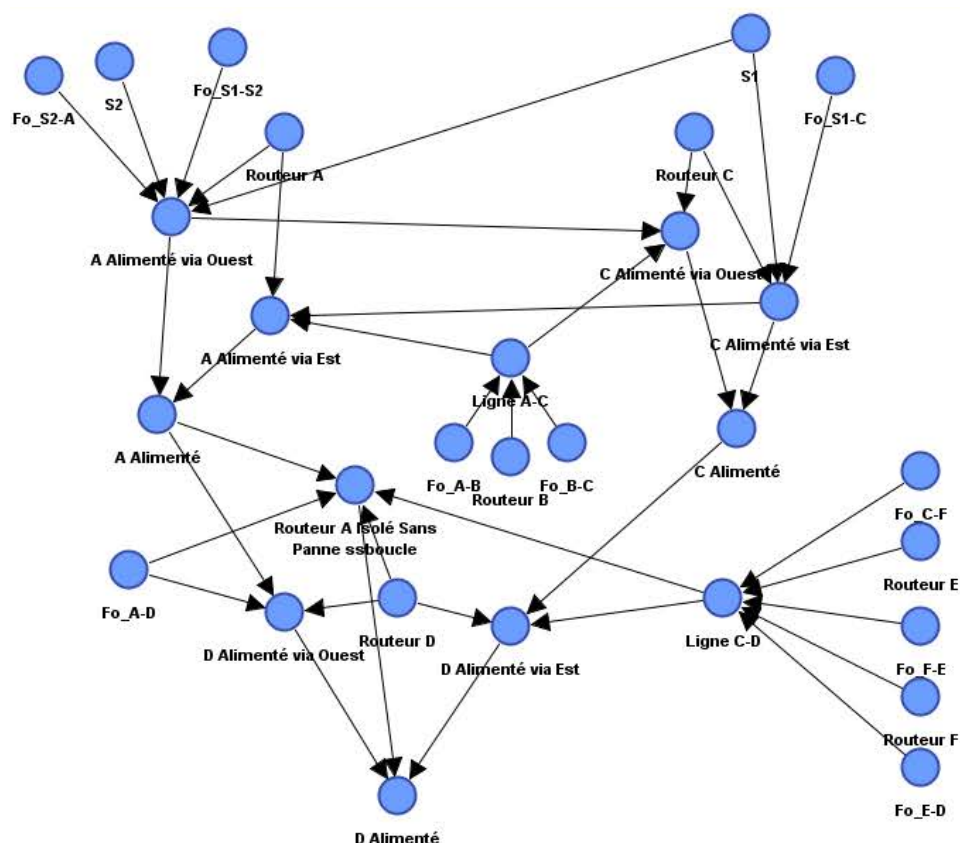 S1
Fo_S1-S2
S2
Fo_S2-A
Fo_S1-C
Routeur A
Routeur C
A Alimenté via Ouest
C Alimenté via Ouest
A Alimenté via Est
C Alimenté via Est
Ligne A-C
A Alimenté
C Alimenté
Fo_A-B
Routeur B
Fo_B-C
Fo_C-F
Routeur A Isolé Sans
Panne ssboucle
Routeur E
Fo_A-D
Routeur D
Ligne C-D
D Alimenté via Ouest
D Alimenté via Est
Fo_F-E
Routeur F
Fo_E-D
D Alimenté